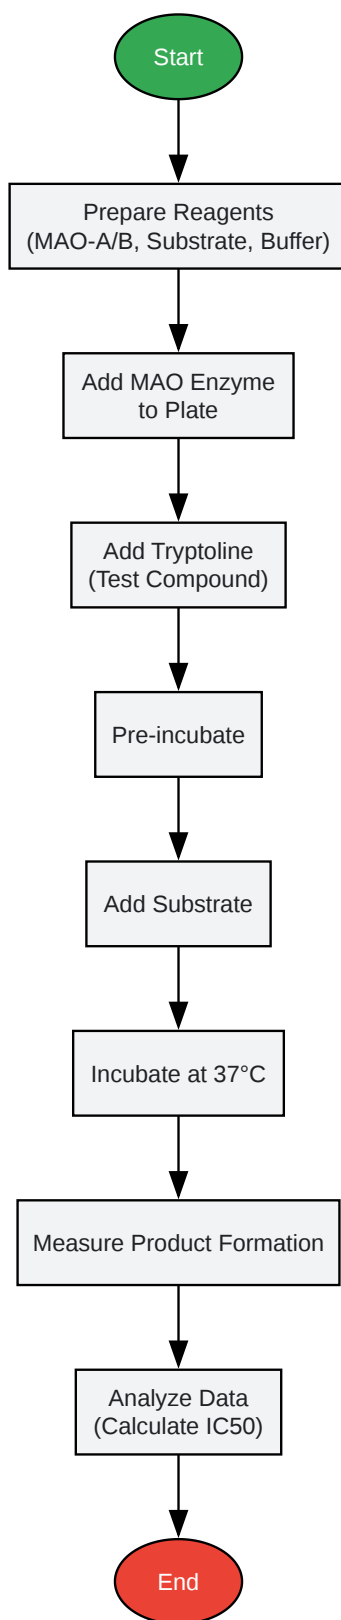 Start
Prepare Reagents
(MAO-A/B, Substrate, Buffer)
Add MAO Enzyme
to Plate
Add Tryptoline
(Test Compound)
Pre-incubate
Add Substrate
Incubate at 37°C
Measure Product Formation
Analyze Data
(Calculate IC50)
End